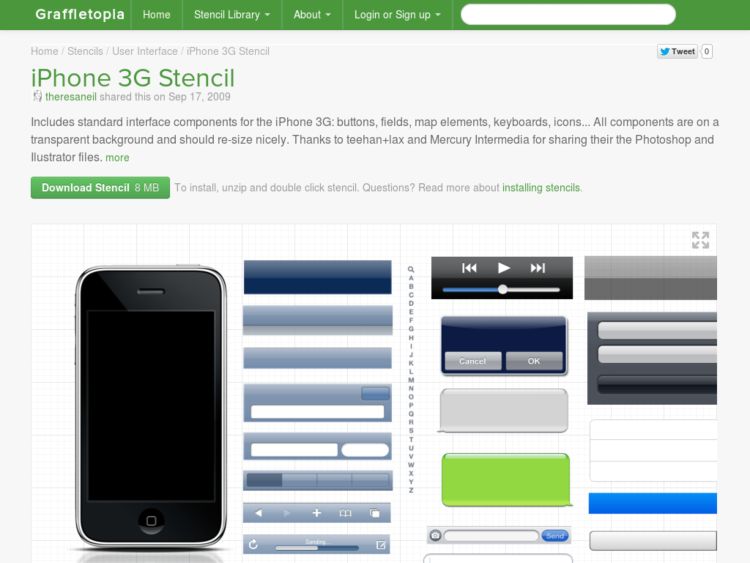 Graffletopia Home Stencil Library About Login or Sign up
Home / Stencils / User Interface / iPhone 3G Stencil
Tweet 0
iPhone 3G Stencil
theresaneil shared this on Sep 17, 2009
Includes standard interface components for the iPhone 3G: buttons, fields, map elements, keyboards, icons... All components are on a
transparent background and should re-size nicely. Thanks to teehan+lax and Mercury Intermedia for sharing their the Photoshop and
Ilustrator files. more
Download Stencil 8 MB To install, unzip and double click stencil. Questions? Read more about installing stencils.
A
B
C
D
E
F
G
H
I
J
K
L
M
N
O
P
Q
R
S
T
U
V
W
X
Y
Z
Cancel OK
Send
Sending...